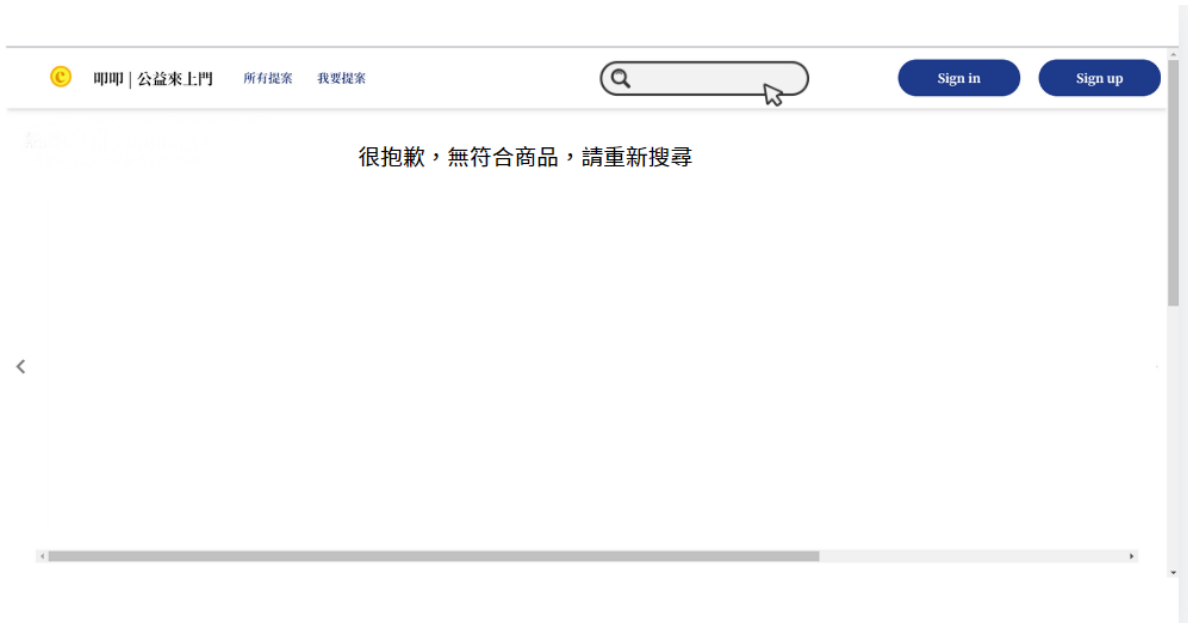 叩叩 | 公益來上門
所有提案
我要提案
Sign in
Sign up
很抱歉，無符合商品，請重新搜尋